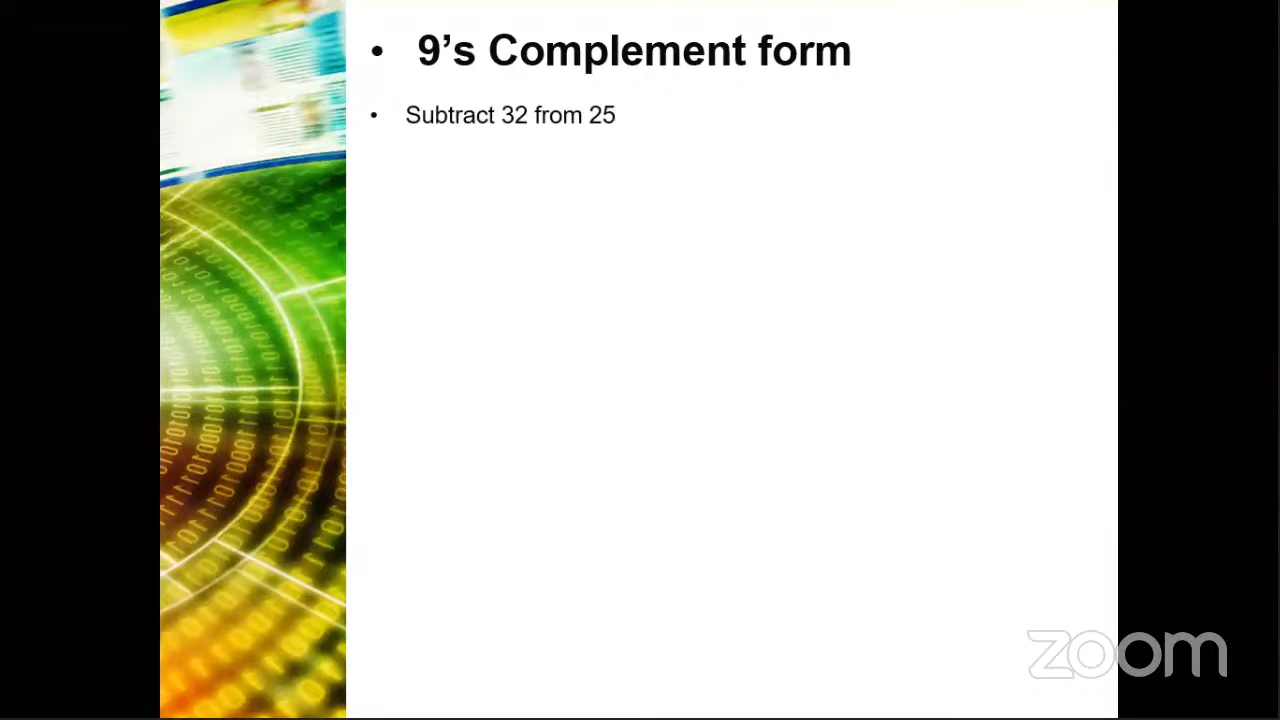 • 9’s Complement form
• Subtract 32 from 25
zoom